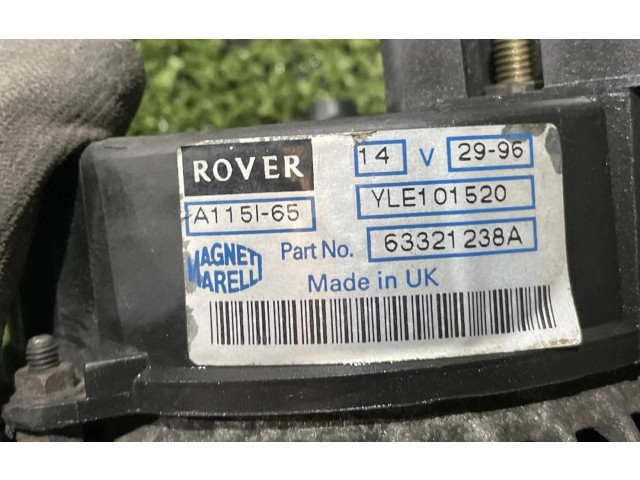 ROVER 14 V 29-96
A115I-65 YLE101520
MAGNETI MARELLI
Part No. 63321238A
Made in UK